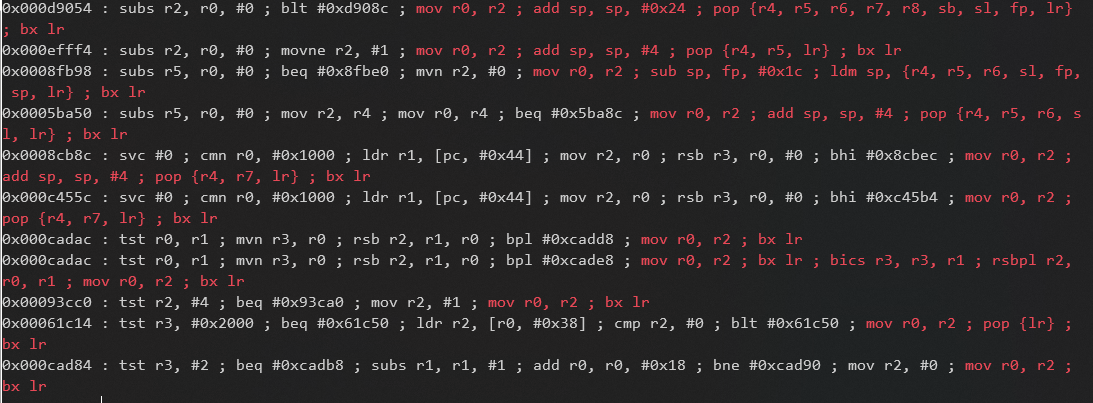 0x000d9054 : subs r2, r0, #0 ; blt #0xd908c ; mov r0, r2 ; add sp, sp, #0x24 ; pop {r4, r5, r6, r7, r8, sb, sl, fp, lr}
; bx lr
0x000efff4 : subs r2, r0, #0 ; movne r2, #1 ; mov r0, r2 ; add sp, sp, #4 ; pop {r4, r5, lr} ; bx lr
0x0008fb98 : subs r5, r0, #0 ; beq #0x8fbe0 ; mvn r2, #0 ; mov r0, r2 ; sub sp, fp, #0x1c ; ldm sp, {r4, r5, r6, sl, fp,
sp, lr} ; bx lr
0x0005ba50 : subs r5, r0, #0 ; mov r2, r4 ; mov r0, r4 ; beq #0x5ba8c ; mov r0, r2 ; add sp, sp, #4 ; pop {r4, r5, r6, s
l, lr} ; bx lr
0x0008cb8c : svc #0 ; cmn r0, #0x1000 ; ldr r1, [pc, #0x44] ; mov r2, r0 ; rsb r3, r0, #0 ; bhi #0x8cbec ; mov r0, r2 ;
add sp, sp, #4 ; pop {r4, r7, lr} ; bx lr
0x000c455c : svc #0 ; cmn r0, #0x1000 ; ldr r1, [pc, #0x44] ; mov r2, r0 ; rsb r3, r0, #0 ; bhi #0xc45b4 ; mov r0, r2 ;
pop {r4, r7, lr} ; bx lr
0x000cadac : tst r0, r1 ; mvn r3, r0 ; rsb r2, r1, r0 ; bpl #0xcadd8 ; mov r0, r2 ; bx lr
0x000cadac : tst r0, r1 ; mvn r3, r0 ; rsb r2, r1, r0 ; bpl #0xcade8 ; mov r0, r2 ; bx lr ; bics r3, r3, r1 ; rsbpl r2,
r0, r1 ; mov r0, r2 ; bx lr
0x00093cc0 : tst r2, #4 ; beq #0x93ca0 ; mov r2, #1 ; mov r0, r2 ; bx lr
0x00061c14 : tst r3, #0x2000 ; beq #0x61c50 ; ldr r2, [r0, #0x38] ; cmp r2, #0 ; blt #0x61c50 ; mov r0, r2 ; pop {lr} ;
bx lr
0x000cad84 : tst r3, #2 ; beq #0xcadb8 ; subs r1, r1, #1 ; add r0, r0, #0x18 ; bne #0xcad90 ; mov r2, #0 ; mov r0, r2 ;
bx lr